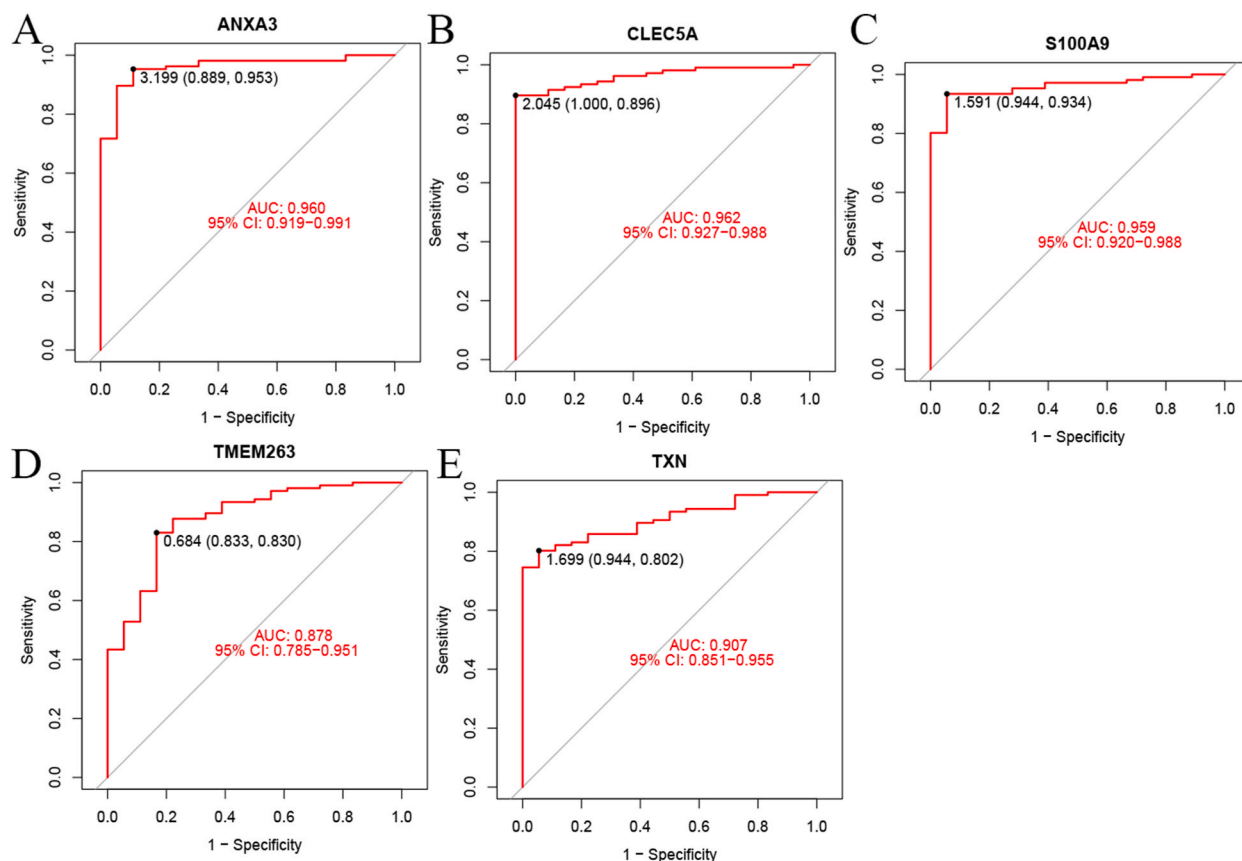 A
ANXA3
Sensitivity
1.0
0.8
0.6
0.4
0.2
0.0
3.199 (0.889, 0.953)
AUC: 0.960
95% CI: 0.919−0.991
0.0 0.2 0.4 0.6 0.8 1.0
1 − Specificity
B
CLEC5A
Sensitivity
1.0
0.8
0.6
0.4
0.2
0.0
2.045 (1.000, 0.896)
AUC: 0.962
95% CI: 0.927−0.988
0.0 0.2 0.4 0.6 0.8 1.0
1 − Specificity
C
S100A9
Sensitivity
1.0
0.8
0.6
0.4
0.2
0.0
1.591 (0.944, 0.934)
AUC: 0.959
95% CI: 0.920−0.988
0.0 0.2 0.4 0.6 0.8 1.0
1 − Specificity
D
TMEM263
Sensitivity
1.0
0.8
0.6
0.4
0.2
0.0
0.684 (0.833, 0.830)
AUC: 0.878
95% CI: 0.785−0.951
0.0 0.2 0.4 0.6 0.8 1.0
1 − Specificity
E
TXN
Sensitivity
1.0
0.8
0.6
0.4
0.2
0.0
1.699 (0.944, 0.802)
AUC: 0.907
95% CI: 0.851−0.955
0.0 0.2 0.4 0.6 0.8 1.0
1 − Specificity